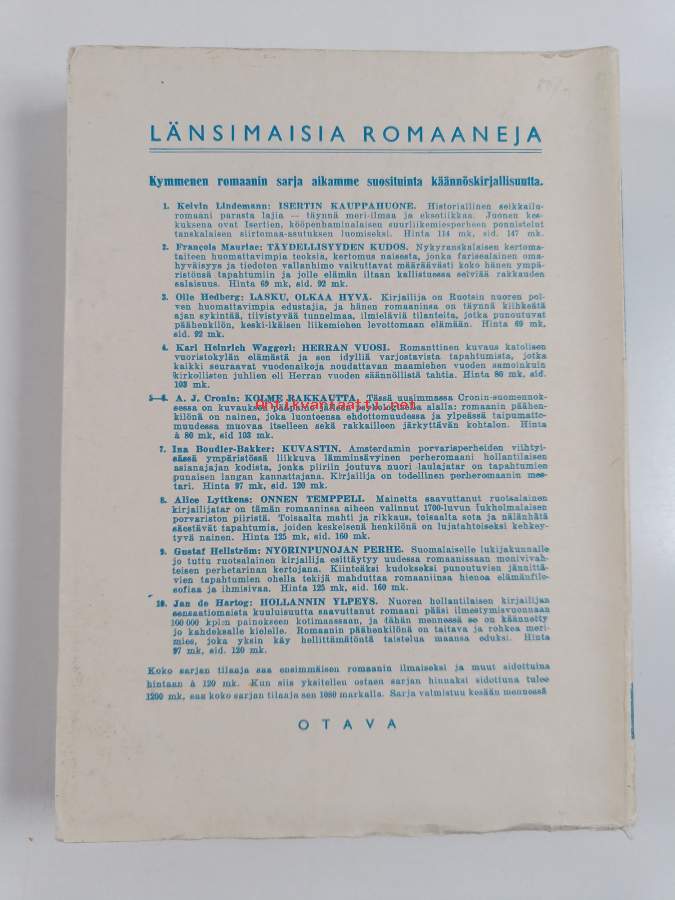 LÄNSIMAISIA ROMAANEJA
Kymmenen romaanin sarja aikamme suosituinta käännöskirjallisuutta.
1. Kelvin Lindemann: ISERTIN KAUPPAHUONE. Historiallinen seikkailu-
romaani parasta lajia — täynnä meri-ilmaa ja eksotiikkaa. Juonen kes-
kuksena ovat Isertien, kööpenhaminalaisen suurliikemiesperheen ponnistelut
tanskalaisen siirtomaa-asutuksen luomiseksi. Hinta 114 mk, sid. 147 mk.
2. François Mauriac: TÄYDELLISYYDEN KUDOS. Nykyranskalaisen kertoma-
taiteen huomattavimpia teoksia, kertomus naisesta, jonka farisealainen oma-
hyväisyys ja tiedoton vallanhimo vaikuttavat määräävästi koko hänen ympä-
ristönsä tapahtumiin ja jolle elämän iltaan kallistuessa selviää rakkauden
salaisuus. Hinta 69 mk, sid. 92 mk.
3. Olle Hedberg: LASKU, OLKAA HYVÄ. Kirjailija on Ruotsin nuoren pol-
ven huomattavimpia edustajia, ja hänen romaaninsa on täynnä kiihkeätä
ajan sykintää, tiivistyvää tunnelmaa, ilmieläviä tilanteita, jotka punoutuvat
päähenkilön, keski-ikäisen liikemiehen levottomaan elämään. Hinta 69 mk,
sid. 92 mk.
4. Karl Heinrich Waggerl: HERRAN VUOSI. Romanttinen kuvaus katolisen
vuoristokylän elämästä ja sen idylliä varjostavista tapahtumista, jotka
kaikki seuraavat vuodenaikoja noudattavan maamiehen vuoden samoinkuin
kirkollisten juhlien eli Herran vuoden säännöllistä tahtia. Hinta 80 mk, sid.
103 mk.
5—6. A. J. Cronin: KOLME RAKKAUTTA. Tässä uusimmassa Cronin-suomennok-
sessa on kuvauksen pääpaino jälleen psykologisella alalla: romaanin päähen-
kilönä on nainen, joka luonteensa ehdottomuudessa ja ylpeässä taipumatto-
muudessa muovaa itselleen sekä rakkailleen järkyttävän kohtalon. Hinta
à 80 mk, sid 103 mk.
7. Ina Boudier-Bakker: KUVASTIN. Amsterdamin porvarisperheiden viihtyi-
sässä ympäristössä liikkuva lämminsävyinen perheromaani hollantilaisen
asianajajan kodista, jonka piiriin joutuva nuori laulajatar on tapahtumien
punaisen langan kannattajana. Kirjailija on todellinen perheromaanin mes-
tari. Hinta 97 mk, sid. 120 mk.
8. Alice Lyttkens: ONNEN TEMPPELI. Mainetta saavuttanut ruotsalainen
kirjailijatar on tämän romaaninsa aiheen valinnut 1700-luvun tukholmalaisen
porvariston piiristä. Toisaalta mahti ja rikkaus, toisaalta sota ja nälänhätä
säestävät tapahtumia, joiden keskeisenä henkilönä on lujatahtoiseksi kehkey-
tyvä nainen. Hinta 125 mk, sid. 160 mk.
9. Gustaf Hellström: NYÖRINPUNOJAN PERHE. Suomalaiselle lukijakunnalle
jo tuttu ruotsalainen kirjailija esittäytyy uudessa romaanissaan monivivah-
teisen perhetarinan kertojana. Kiinteäksi kudokseksi punoutuvien jännittä-
vien tapahtumien ohella tekijä mahduttaa romaaniinsa hienoa elämänfilo-
sofiaa ja ihmisivaa. Hinta 125 mk, sid. 160 mk.
10. Jan de Hartog: HOLLANNIN YLPEYS. Nuoren hollantilaisen kirjailijan
sensaatiomaista kuuluisuutta saavuttanut romaani pääsi ilmestymisvuonnaan
100 000 kpl:n painokseen kotimaassaan, ja tähän mennessä se on käännetty
jo kahdeksalle kielelle. Romaanin päähenkilönä on taitava ja rohkea meri-
mies, joka yksin käy hellittämätöntä taistelua maansa eduksi. Hinta
97 mk, sid. 120 mk.
Koko sarjan tilaaja saa ensimmäisen romaanin ilmaiseksi ja muut sidottuina
hintaan à 120 mk. Kun siis yksitellen ostaen sarjan hinnaksi sidottuna tulee
1200 mk, saa koko sarjan tilaaja sen 1080 markalla. Sarja valmistuu kesään mennessä
OTAVA
antikvariaatti.net